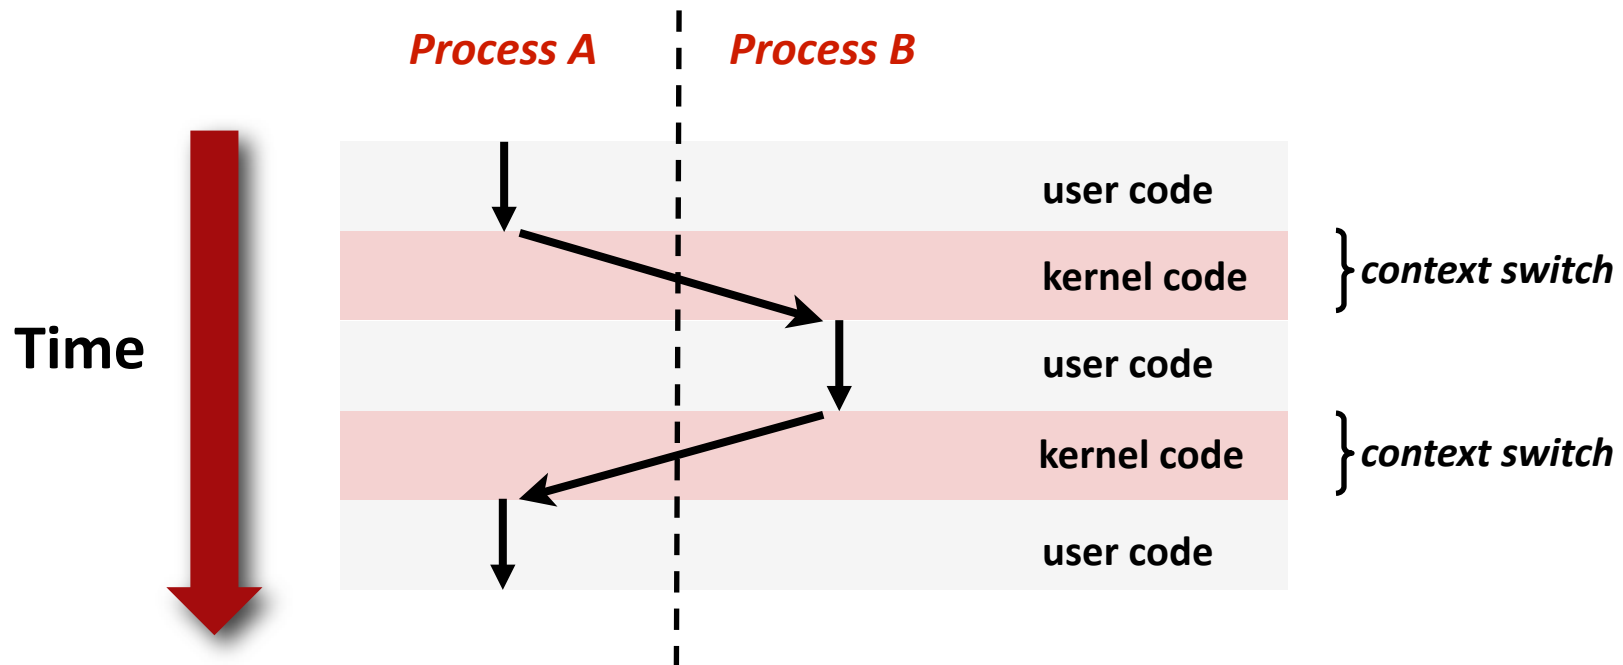 Process A
Process B
user code
kernel code
context switch
Time
user code
kernel code
context switch
user code